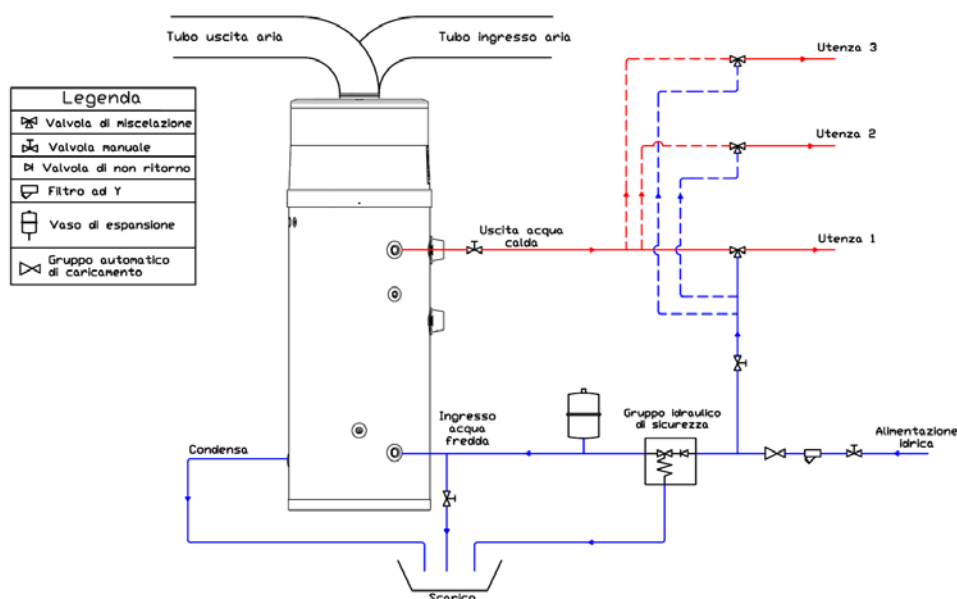 Tubo uscita aria
Tubo ingresso aria
Utenza 3
Legenda
Valvola di miscelazione
Valvola manuale
Valvola di non ritorno
Filtro ad Y
Vaso di espansione
Gruppo automatico
di caricamento
Utenza 2
Uscita acqua
calda
Utenza 1
Ingresso
acqua
fredda
Gruppo idraulico
di sicurezza
Alimentazione
idrica
Condensa
Scarico